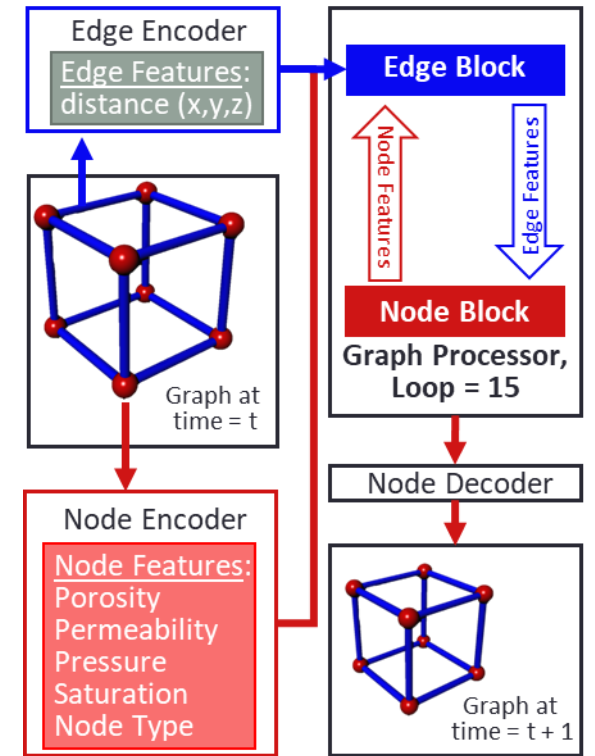 Edge Encoder
Edge Features:
distance (x,y,z)
Graph at
time = t
Node Encoder
Node Features:
Porosity
Permeability
Pressure
Saturation
Node Type
Edge Block
Node Features
Edge Features
Node Block
Graph Processor,
Loop = 15
Node Decoder
Graph at
time = t + 1